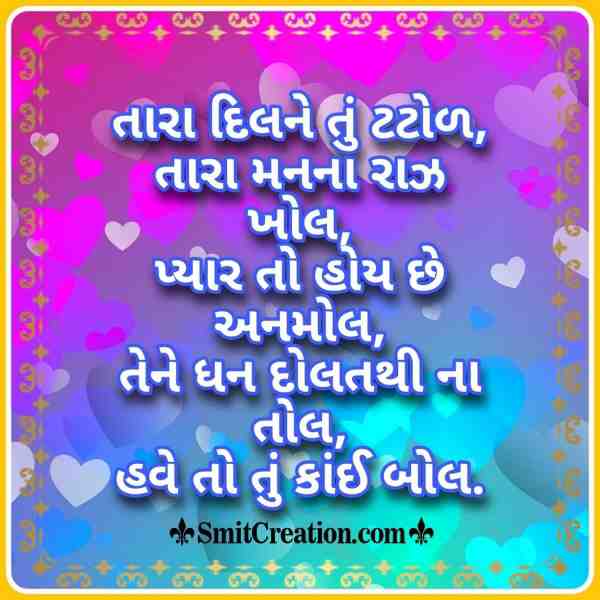 તારા દિલને તું ટટોળ,
તારા મનના રાઝ
ખોલ,
પ્યાર તો હોય છે
અનમોલ,
તેને ધન દોલતથી ના
તોલ,
હવે તો તું કાંઈ બોલ.
SmitCreation.com